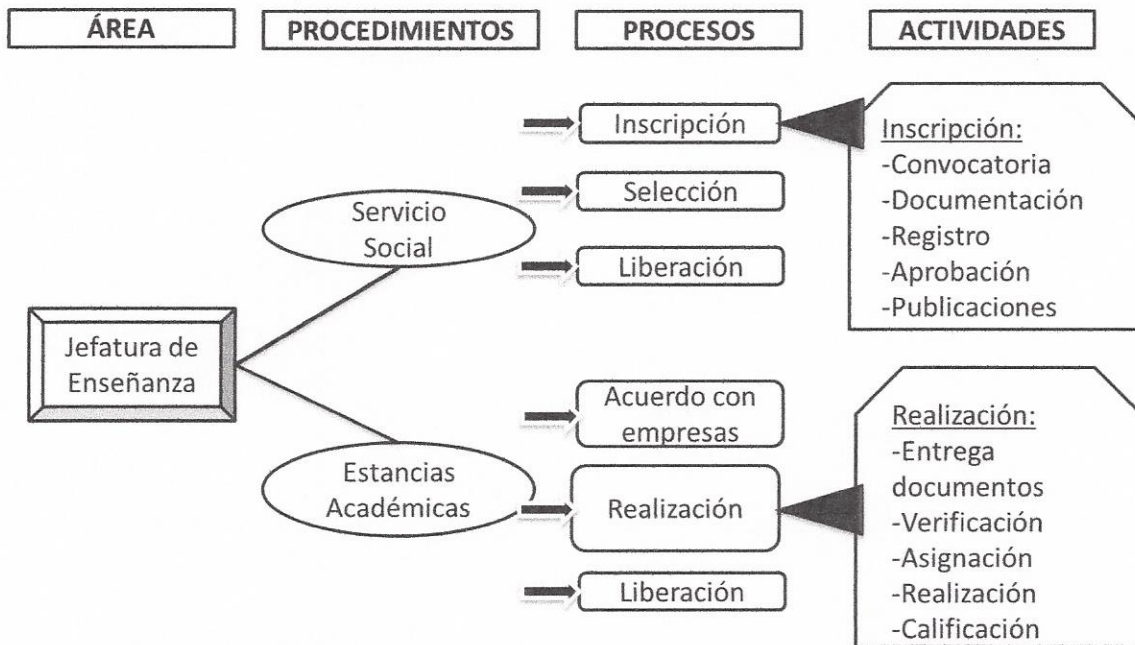 ÁREA
PROCEDIMIENTOS
PROCESOS
ACTIVIDADES
Jefatura de
Enseñanza
Servicio
Social
Inscripción
Selección
Liberación
Inscripción:
-Convocatoria
-Documentación
-Registro
-Aprobación
-Publicaciones
Estancias
Académicas
Acuerdo con
empresas
Realización
Liberación
Realización:
-Entrega
documentos
-Verificación
-Asignación
-Realización
-Calificación